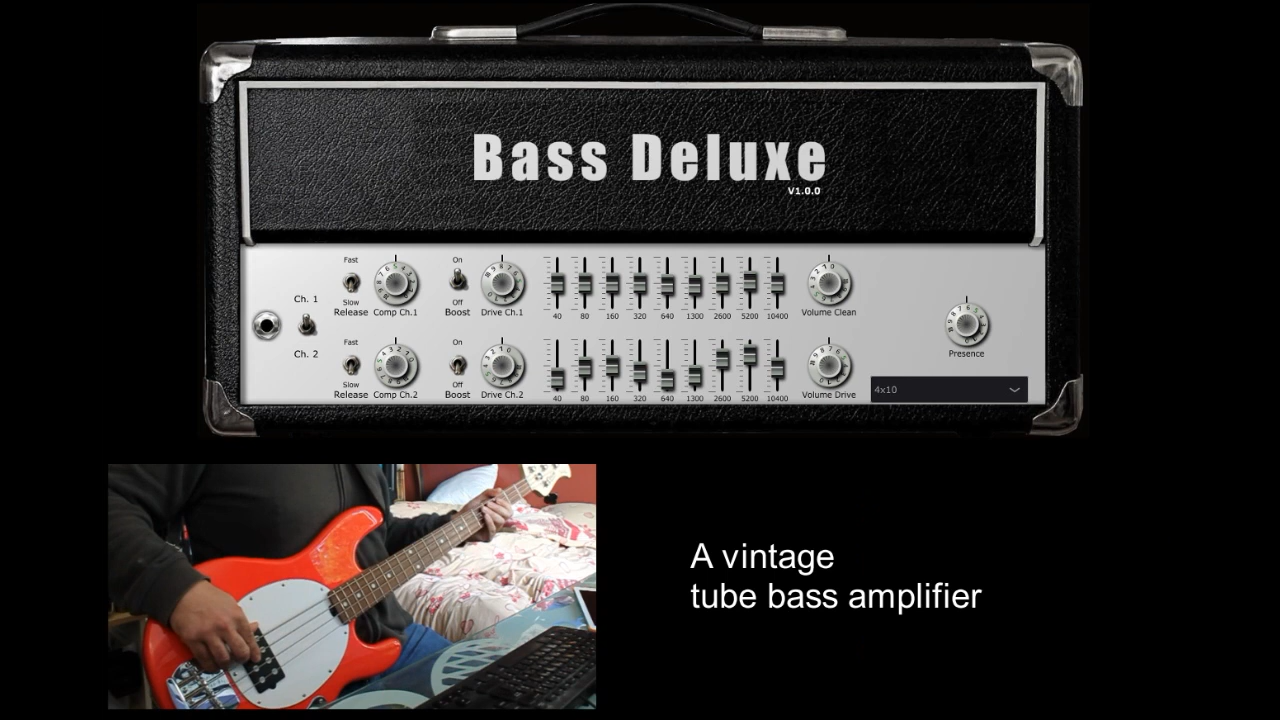 Bass Deluxe
V1.0.0
Fast
Slow
Release
Comp Ch.1
On
Off
Boost
Drive Ch.1
40 80 160 320 640 1300 2600 5200 10400
Volume Clean
Ch. 1
Ch. 2
Presence
Fast
Slow
Release
Comp Ch.2
On
Off
Boost
Drive Ch.2
40 80 160 320 640 1300 2600 5200 10400
Volume Drive
4x10
A vintage
tube bass amplifier